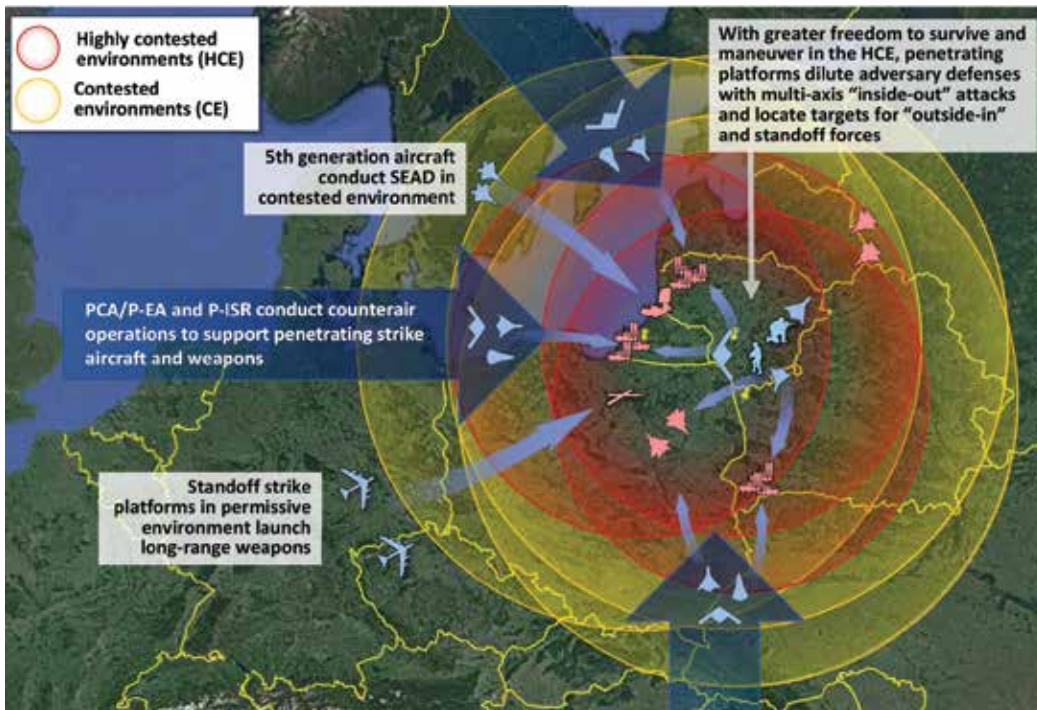 Highly contested
environments (HCE)
Contested
environments (CE)
With greater freedom to survive and
maneuver in the HCE, penetrating
platforms dilute adversary defenses
with multi-axis “inside-out” attacks
and locate targets for “outside-in”
and standoff forces
5th generation aircraft
conduct SEAD in
contested environment
PCA/P-EA and P-ISR conduct counterair
operations to support penetrating strike
aircraft and weapons
Standoff strike
platforms in permissive
environment launch
long-range weapons